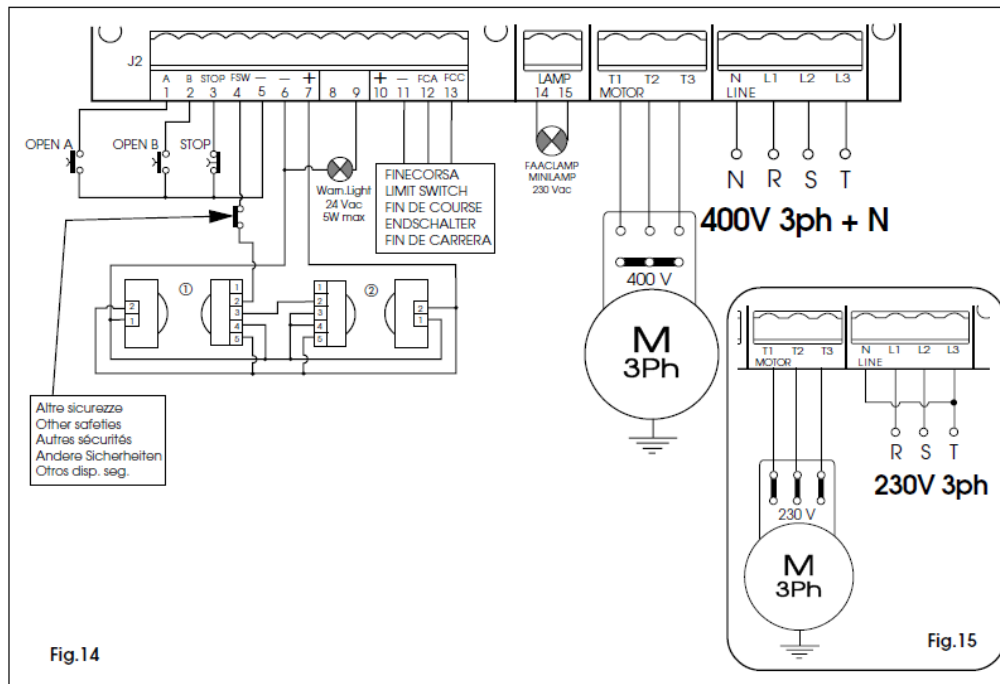 J2
A B STOP FSW — — + + — FCA FCC
1 2 3 4 5 6 7 8 9 10 11 12 13
LAMP
14 15
T1 T2 T3
MOTOR
N L1 L2 L3
LINE
OPEN A
OPEN B
STOP
Warn.Light
24 Vac
5W max
FINECORSA
LIMIT SWITCH
FIN DE COURSE
ENDSCHALTER
FIN DE CARRERA
FAACLAMP
MINILAMP
230 Vac
N R S T
400V 3ph + N
400 V
M
3Ph
2
1
①
1
2
3
4
5
1
2
3
4
5
②
2
1
Altre sicurezze
Other safeties
Autres sécurités
Andere Sicherheiten
Otros disp. seg.
T1 T2 T3
MOTOR
N L1 L2 L3
LINE
R S T
230V 3ph
230 V
M
3Ph
Fig.14
Fig.15